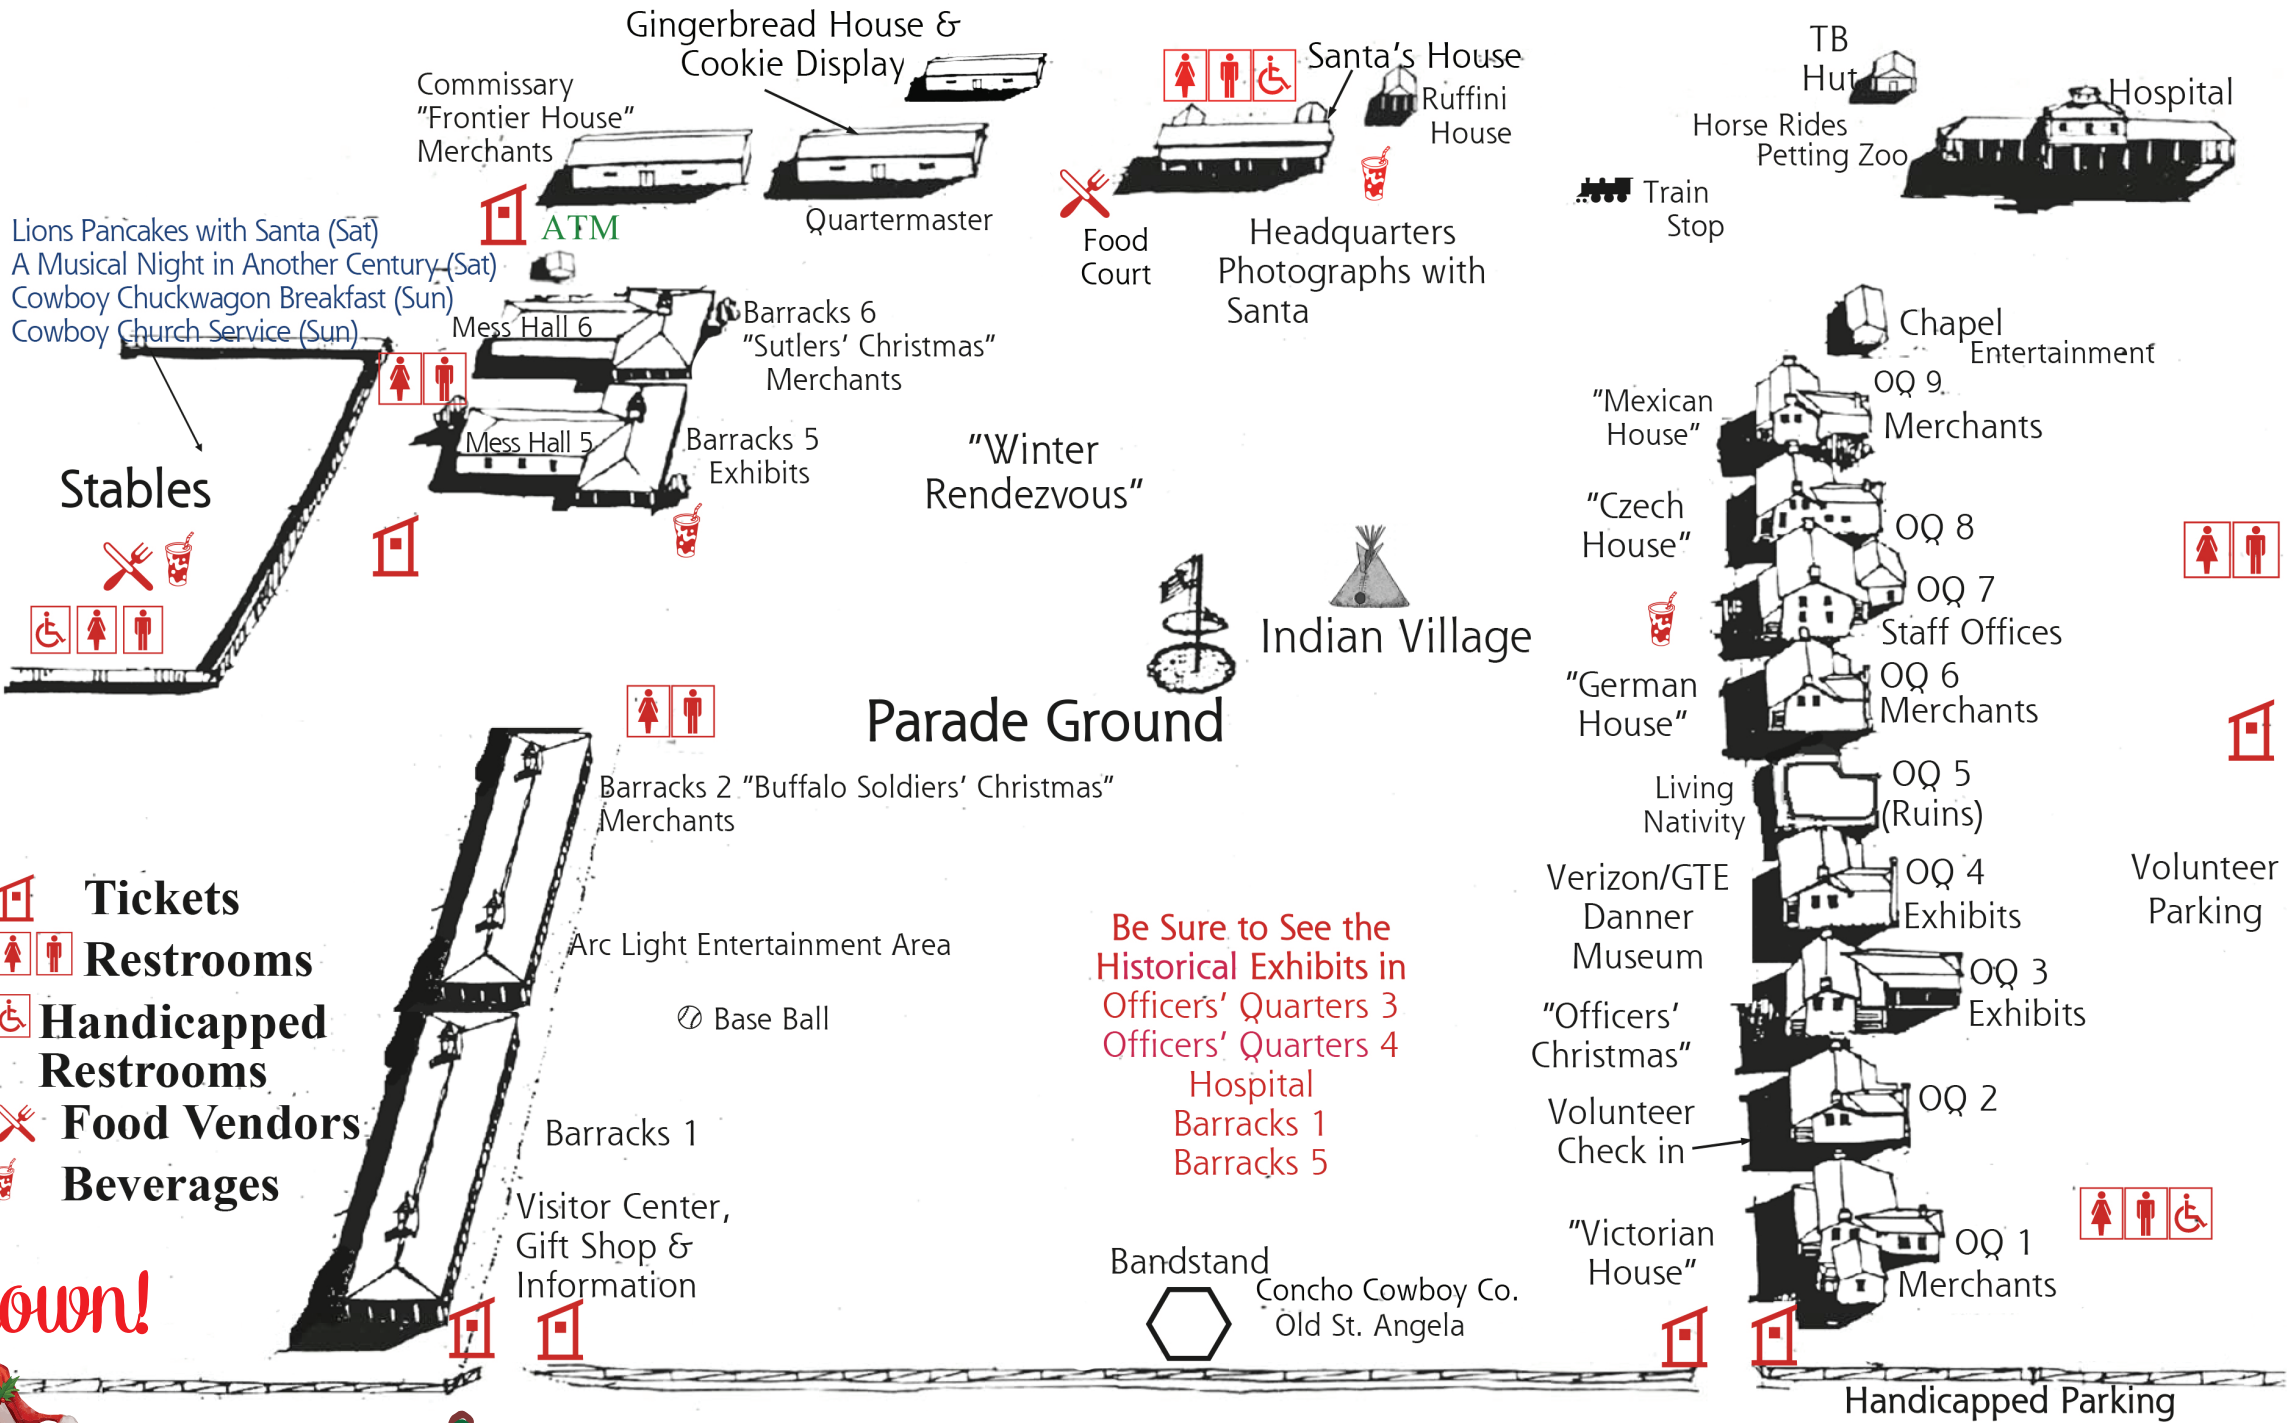 Gingerbread House &
Cookie Display
Commissary
"Frontier House"
Merchants
Quartermaster
ATM
Santa's House
Ruffini
House
Food
Court
Headquarters
Photographs with
Santa
TB
Hut
Hospital
Horse Rides
Petting Zoo
Train
Stop
Lions Pancakes with Santa (Sat)
A Musical Night in Another Century (Sat)
Cowboy Chuckwagon Breakfast (Sun)
Cowboy Church Service (Sun)
Stables
Mess Hall 6
Barracks 6
"Sutlers' Christmas"
Merchants
Mess Hall 5
Barracks 5
Exhibits
"Winter
Rendezvous"
Indian Village
Parade Ground
Chapel
Entertainment
"Mexican
House"
OQ 9
Merchants
"Czech
House"
OQ 8
OQ 7
Staff Offices
"German
House"
OQ 6
Merchants
Living
Nativity
OQ 5
(Ruins)
Verizon/GTE
Danner
Museum
OQ 4
Exhibits
Volunteer
Parking
"Officers'
Christmas"
OQ 3
Exhibits
Volunteer
Check in
OQ 2
"Victorian
House"
OQ 1
Merchants
Handicapped Parking
Barracks 2 "Buffalo Soldiers' Christmas"
Merchants
Arc Light Entertainment Area
Base Ball
Barracks 1
Visitor Center,
Gift Shop &
Information
Be Sure to See the
Historical Exhibits in
Officers' Quarters 3
Officers' Quarters 4
Hospital
Barracks 1
Barracks 5
Bandstand
Concho Cowboy Co.
Old St. Angela
Tickets
Restrooms
Handicapped
Restrooms
Food Vendors
Beverages
own!